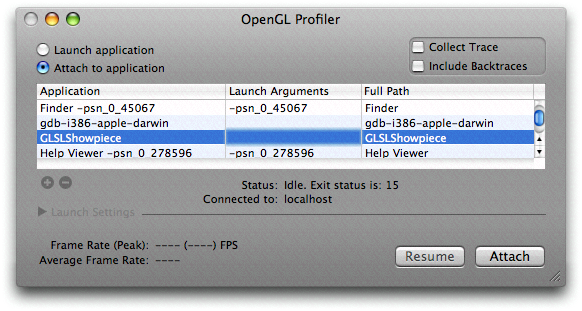 OpenGL Profiler
Launch application
Attach to application
Collect Trace
Include Backtraces
Application Launch Arguments Full Path
Finder -psn_0_45067 -psn_0_45067 Finder
gdb-i386-apple-darwin gdb-i386-apple-darwin
GLSLShowpiece GLSLShowpiece
Help Viewer -psn_0_278596 -psn_0_278596 Help Viewer
Status: Idle. Exit status is: 15
Connected to: localhost
Launch Settings
Frame Rate (Peak): ---- (----) FPS
Average Frame Rate: ----
Resume Attach